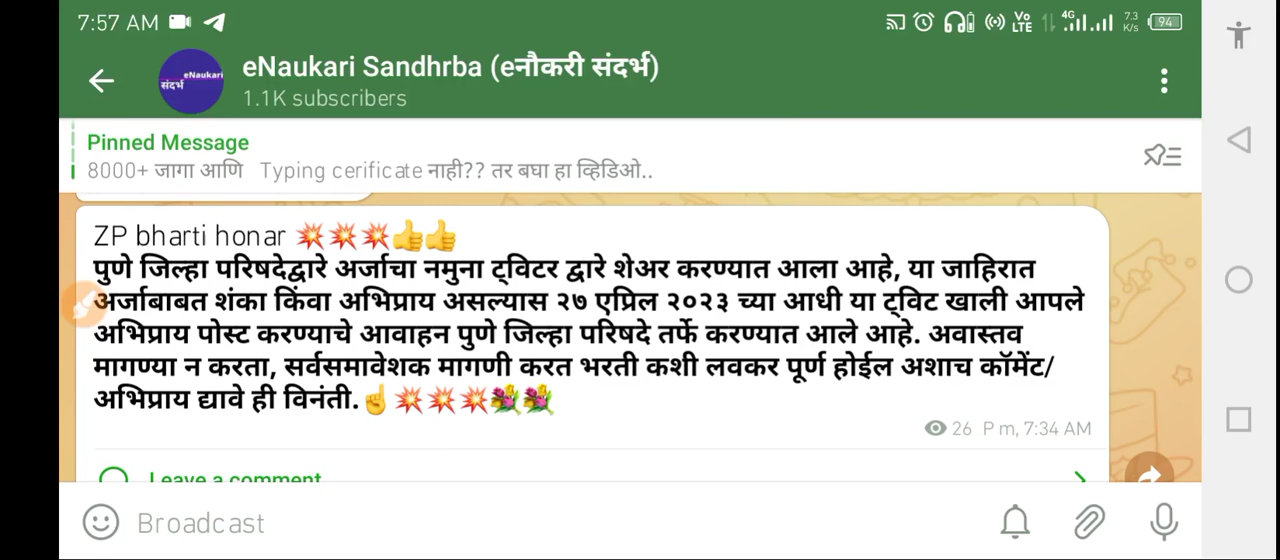 7:57 AM
Vo LTE 4G 7.3 K/s 94
eNaukari
संदर्भ
eNaukari Sandhrba (eनौकरी संदर्भ)
1.1K subscribers
Pinned Message
8000+ जागा आणि Typing cerificate नाही?? तर बघा हा व्हिडिओ..
ZP bharti honar 💥💥💥👍👍
पुणे जिल्हा परिषदेद्वारे अर्जाचा नमुना ट्विटर द्वारे शेअर करण्यात आला आहे, या जाहिरात
अर्जाबाबत शंका किंवा अभिप्राय असल्यास २७ एप्रिल २०२३ च्या आधी या ट्विट खाली आपले
अभिप्राय पोस्ट करण्याचे आवाहन पुणे जिल्हा परिषदे तर्फे करण्यात आले आहे. अवास्तव
मागण्या न करता, सर्वसमावेशक मागणी करत भरती कशी लवकर पूर्ण होईल अशाच कॉमेंट/
अभिप्राय द्यावे ही विनंती.☝️💥💥💥💐💐
26 P m, 7:34 AM
Leave a comment
Broadcast